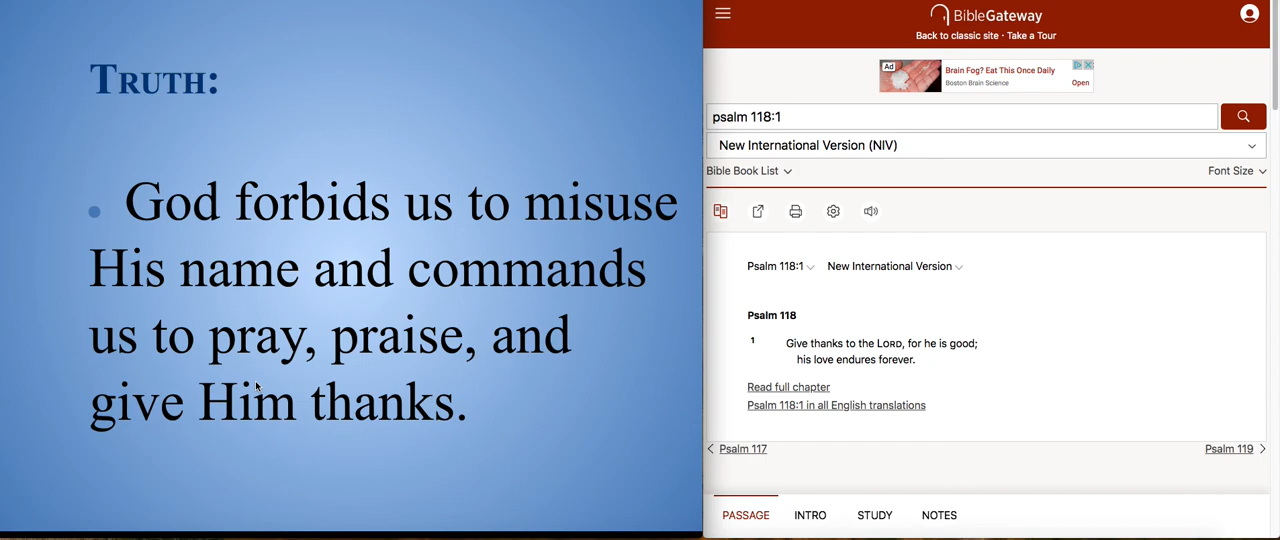 TRUTH:
God forbids us to misuse
His name and commands
us to pray, praise, and
give Him thanks.
BibleGateway
Back to classic site · Take a Tour
Ad
Brain Fog? Eat This Once Daily
Boston Brain Science
Open
psalm 118:1
New International Version (NIV)
Bible Book List
Font Size
Psalm 118:1 New International Version
Psalm 118
1 Give thanks to the LORD, for he is good;
his love endures forever.
Read full chapter
Psalm 118:1 in all English translations
Psalm 117
Psalm 119
PASSAGE INTRO STUDY NOTES